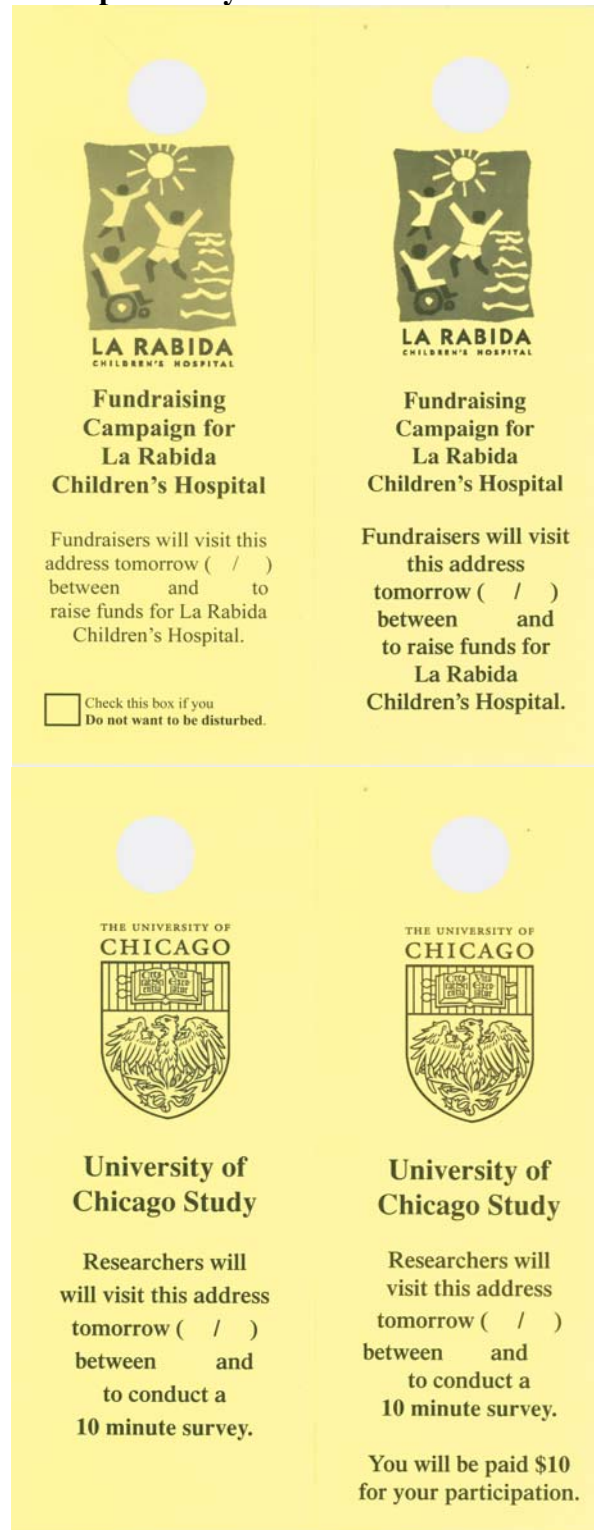 LA RABIDA
CHILDREN'S HOSPITAL
Fundraising
Campaign for
La Rabida
Children's Hospital
Fundraisers will visit this
address tomorrow ( / )
between and to
raise funds for La Rabida
Children's Hospital.
Check this box if you
Do not want to be disturbed.
LA RABIDA
CHILDREN'S HOSPITAL
Fundraising
Campaign for
La Rabida
Children's Hospital
Fundraisers will visit
this address
tomorrow ( / )
between and
to raise funds for
La Rabida
Children's Hospital.
THE UNIVERSITY OF
CHICAGO
University of
Chicago Study
Researchers will
will visit this address
tomorrow ( / )
between and
to conduct a
10 minute survey.
THE UNIVERSITY OF
CHICAGO
University of
Chicago Study
Researchers will
visit this address
tomorrow ( / )
between and
to conduct a
10 minute survey.
You will be paid $10
for your participation.